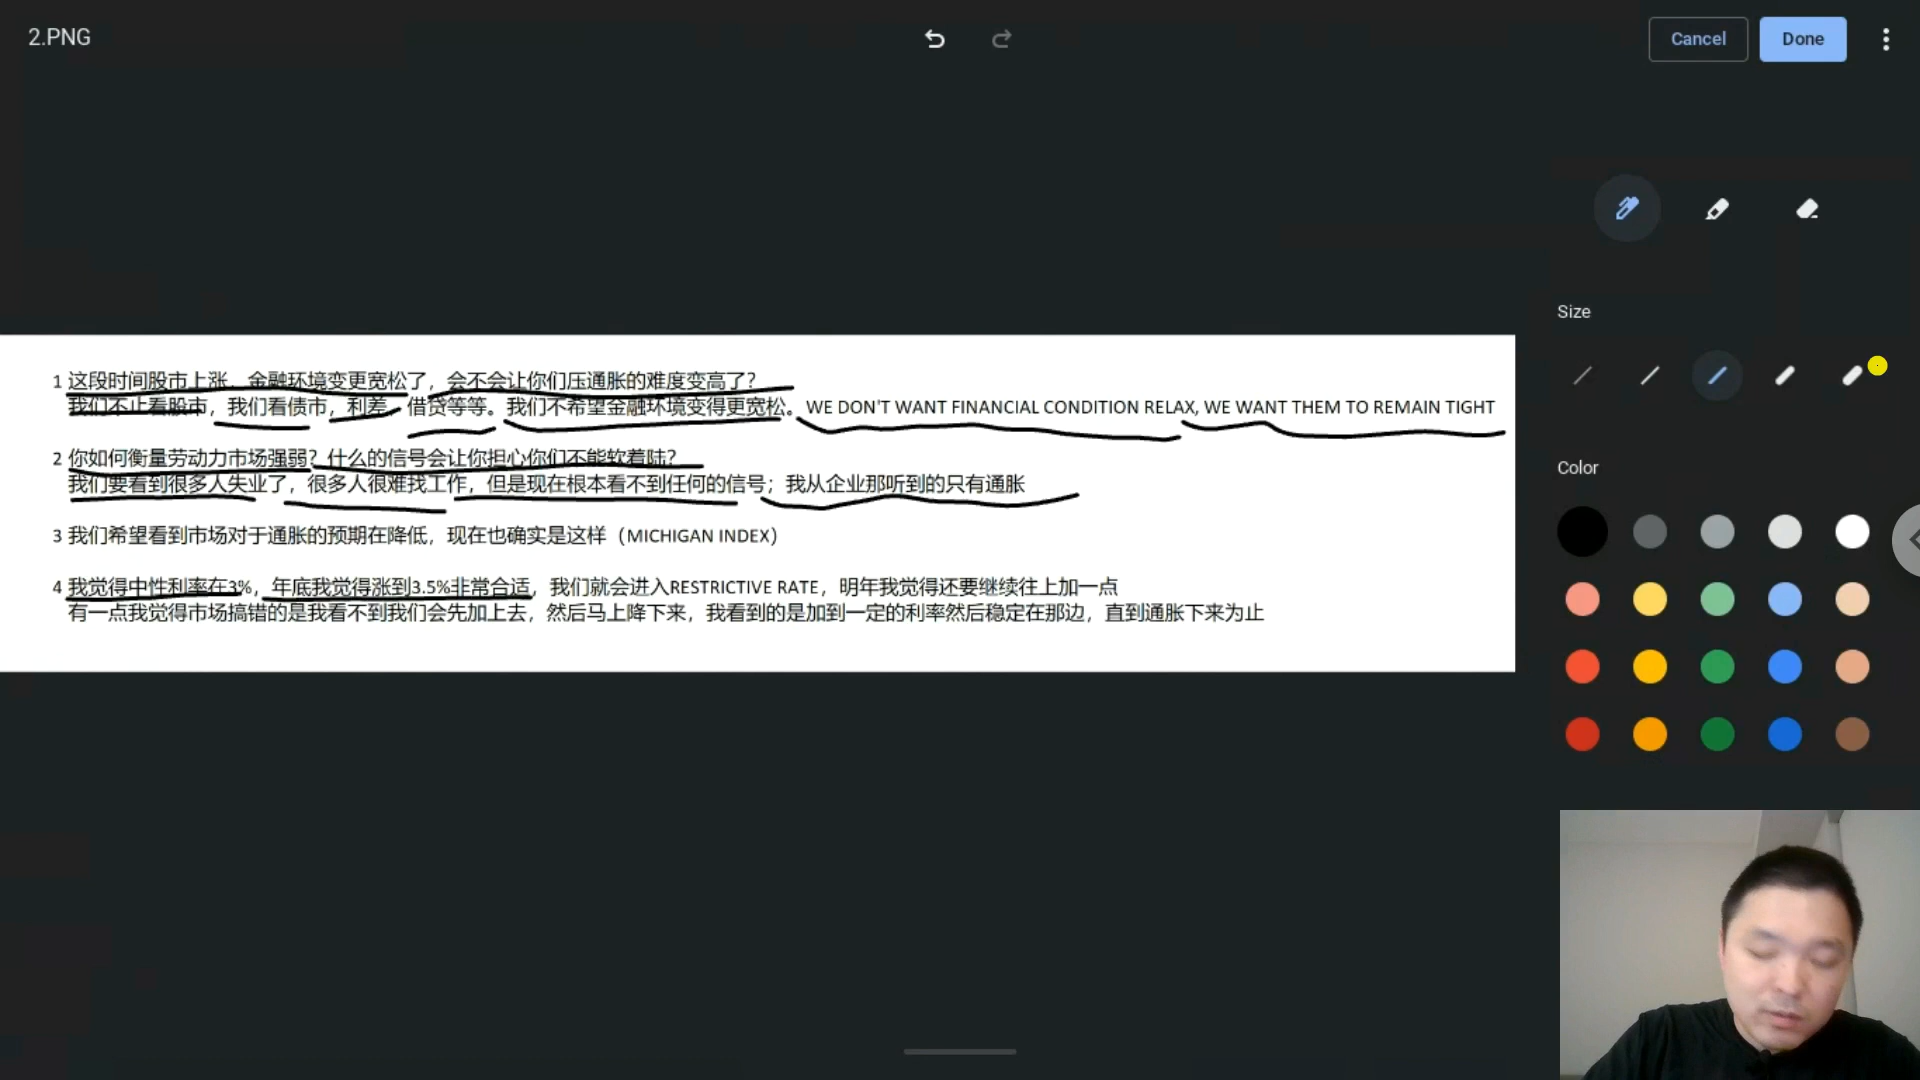 2.PNG
Cancel
Done
Size
Color
1 这段时间股市上涨，金融环境变更宽松了，会不会让你们压通胀的难度变高了？
我们不止看股市，我们看债市，利差，借贷等等。我们不希望金融环境变得更宽松。WE DON'T WANT FINANCIAL CONDITION RELAX, WE WANT THEM TO REMAIN TIGHT
2 你如何衡量劳动力市场强弱？什么的信号会让你担心你们不能软着陆？
我们要看到很多人失业了，很多人很难找工作，但是现在根本看不到任何的信号；我从企业那听到的只有通胀
3 我们希望看到市场对于通胀的预期在降低，现在也确实是这样（MICHIGAN INDEX）
4 我觉得中性利率在3%，年底我觉得涨到3.5%非常合适，我们就会进入RESTRICTIVE RATE，明年我觉得还要继续往上加一点
有一点我觉得市场搞错的是我看不到我们会先加上去，然后马上降下来，我看到的是加到一定的利率然后稳定在那边，直到通胀下来为止